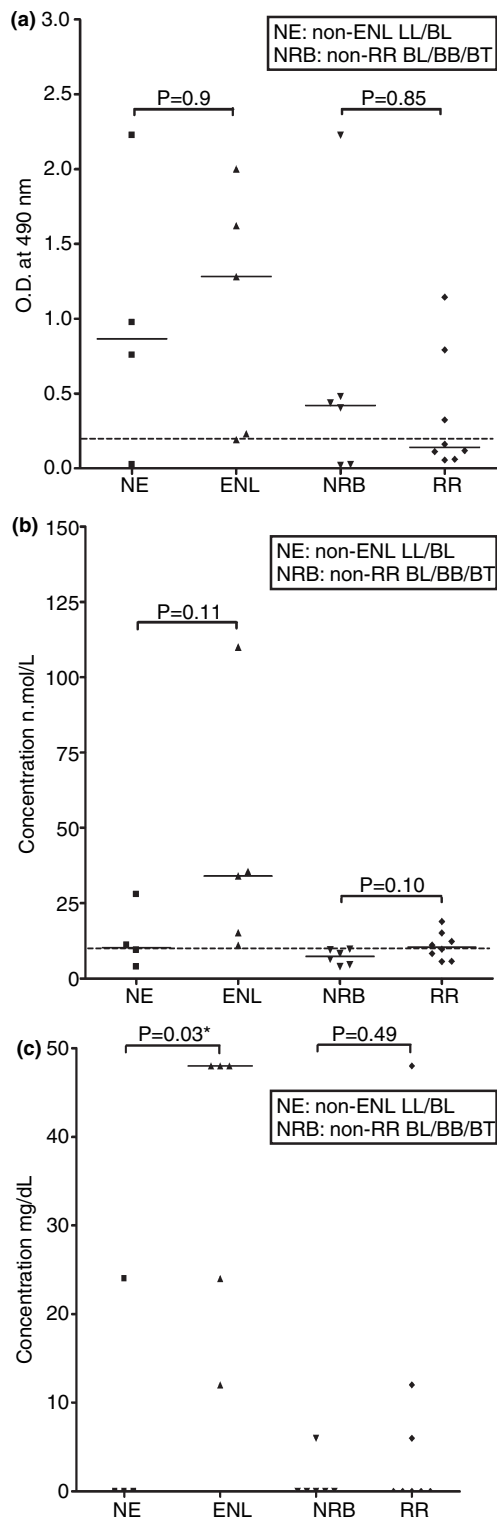 (a)
3.0
NE: non-ENL LL/BL
NRB: non-RR BL/BB/BT
P=0.9
P=0.85
2.5
2.0
1.5
1.0
0.5
0.0
O.D. at 490 nm
NE ENL NRB RR
(b)
150
NE: non-ENL LL/BL
NRB: non-RR BL/BB/BT
125
P=0.11
100
75
50
P=0.10
25
0
Concentration n.mol/L
NE ENL NRB RR
(c)
P=0.03*
P=0.49
50
NE: non-ENL LL/BL
NRB: non-RR BL/BB/BT
40
30
20
10
0
Concentration mg/dL
NE ENL NRB RR